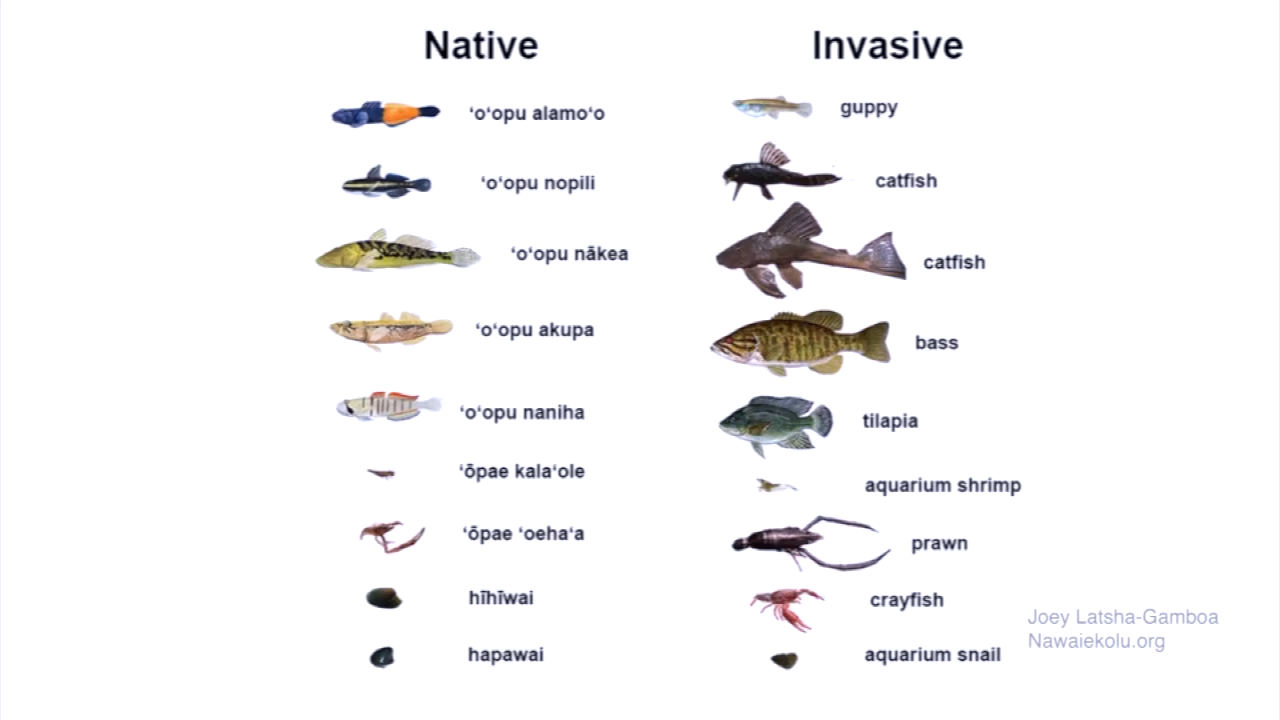 Native
Invasive
ʻoʻopu alamoʻo
guppy
ʻoʻopu nopili
catfish
ʻoʻopu nākea
catfish
ʻoʻopu akupa
bass
ʻoʻopu naniha
tilapia
ʻōpae kalaʻole
aquarium shrimp
ʻōpae ʻoehaʻa
prawn
hīhīwai
crayfish
hapawai
aquarium snail
Joey Latsha-Gamboa
Nawaiekolu.org